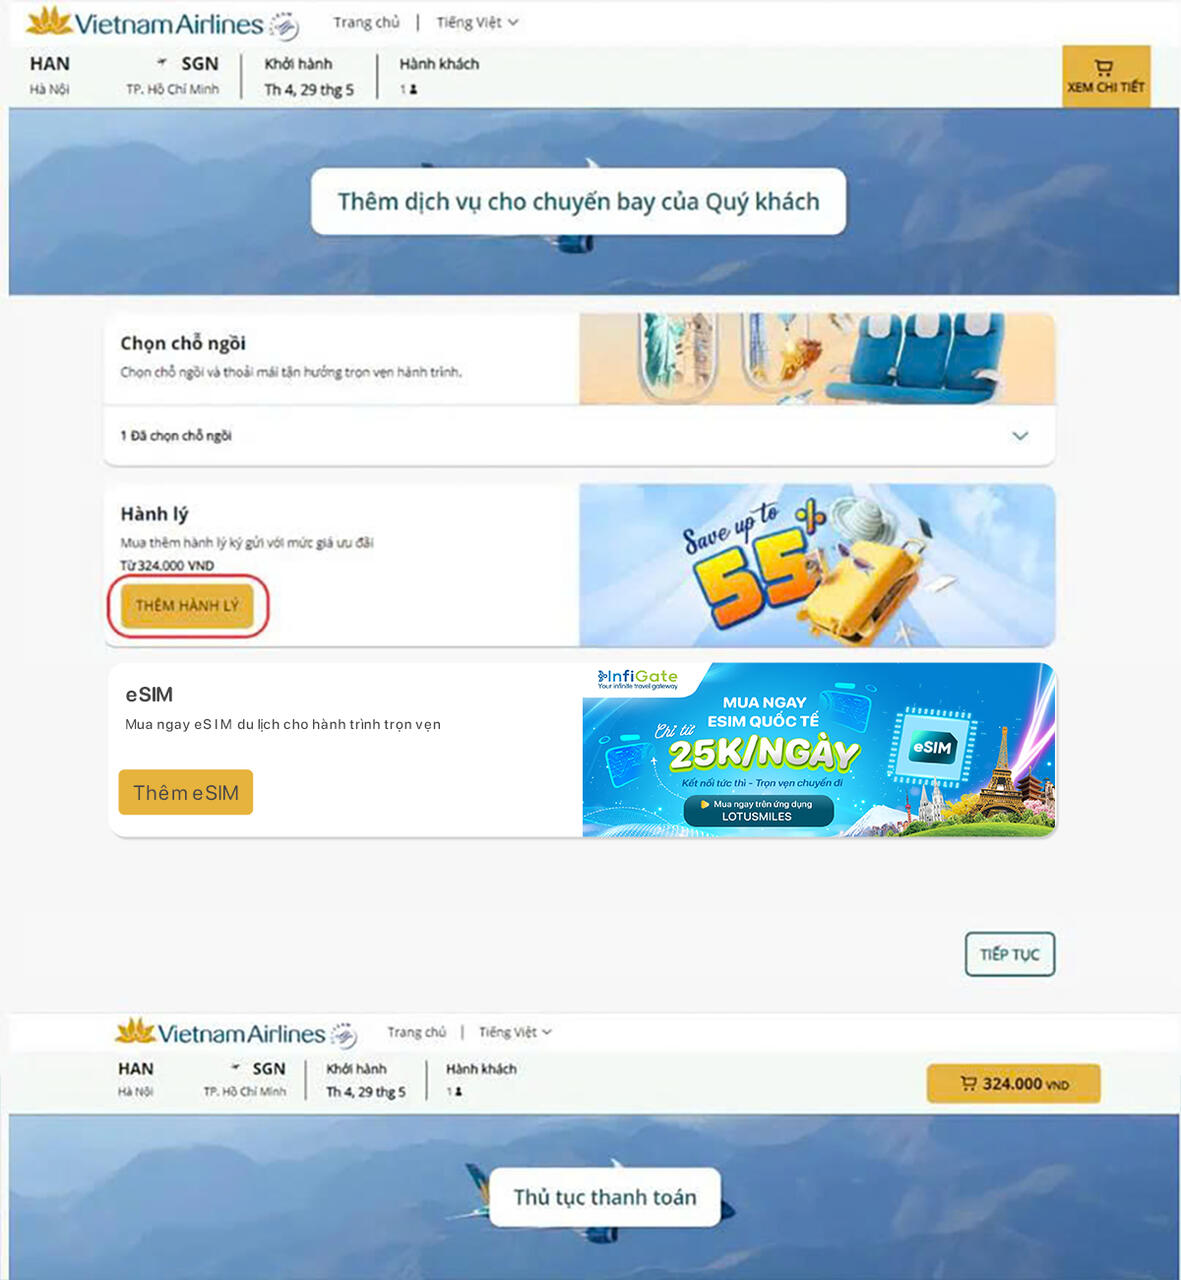 Vietnam Airlines
Trang chủ | Tiếng Việt
HAN SGN Khởi hành Hành khách
Hà Nội TP. Hồ Chí Minh Th 4, 29 thg 5 1
XEM CHI TIẾT
Thêm dịch vụ cho chuyến bay của Quý khách
Chọn chỗ ngồi
Chọn chỗ ngồi và thoải mái tận hưởng trọn vẹn hành trình.
1 Đã chọn chỗ ngồi
Hành lý
Mua thêm hành lý ký gửi với mức giá ưu đãi
Từ 324.000 VND
THÊM HÀNH LÝ
Save up to
55%
eSIM
Mua ngay eSIM du lịch cho hành trình trọn vẹn
Thêm eSIM
InfiGate
Your infinite travel gateway
MUA NGAY
ESIM QUỐC TẾ
Chỉ từ
25K/NGÀY
Kết nối tức thì - Trọn vẹn chuyến đi
Mua ngay trên ứng dụng
LOTUSMILES
eSIM
TIẾP TỤC
Vietnam Airlines
Trang chủ | Tiếng Việt
HAN SGN Khởi hành Hành khách
Hà Nội TP. Hồ Chí Minh Th 4, 29 thg 5 1
324.000 VND
Thủ tục thanh toán